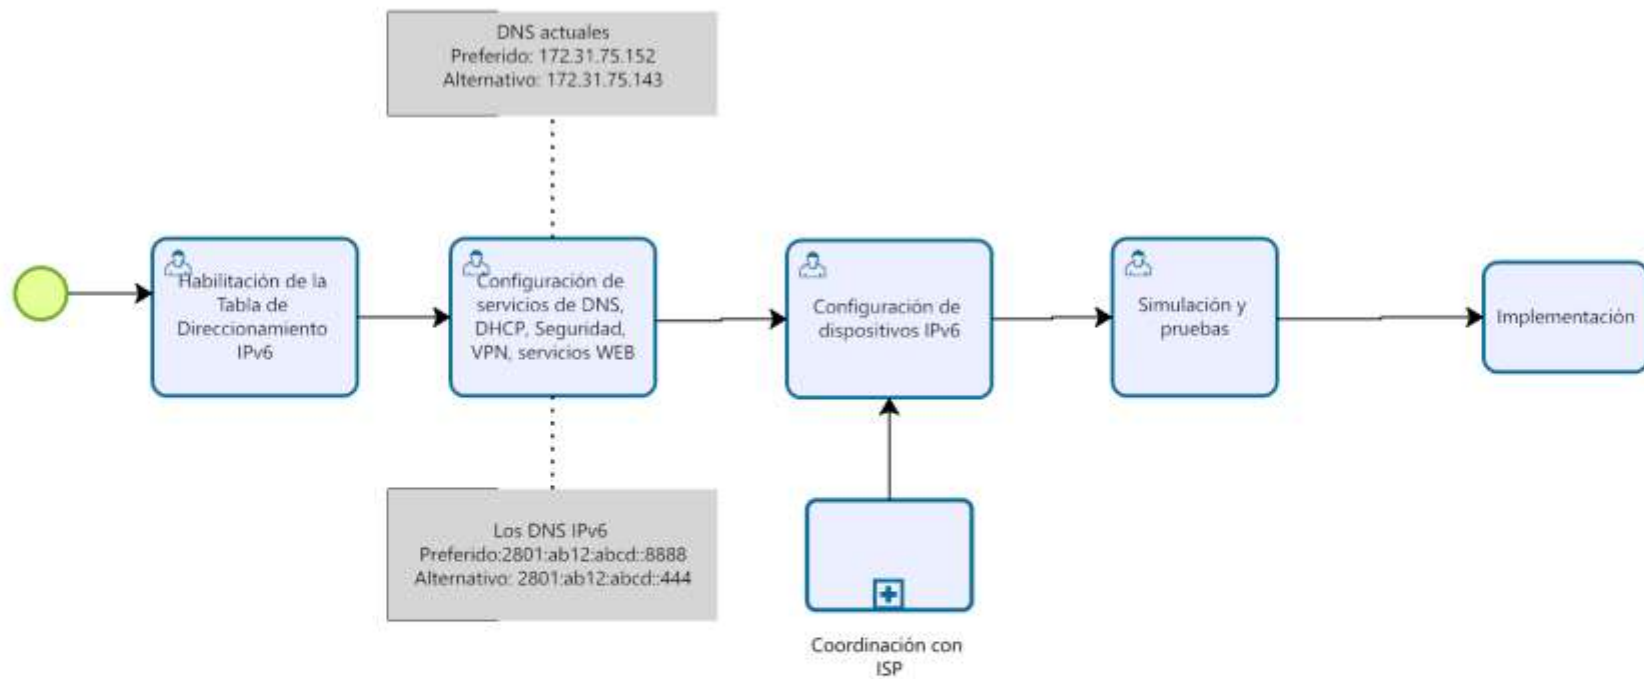 DNS actuales
Preferido: 172.31.75.152
Alternativo: 172.31.75.143
Habilitación de la
Tabla de
Direccionamiento
IPv6
Configuración de
servicios de DNS,
DHCP, Seguridad,
VPN, servicios WEB
Configuración de
dispositivos IPv6
Simulación y
pruebas
Implementación
Los DNS IPv6
Preferido:2801:ab12:abcd::8888
Alternativo: 2801:ab12:abcd::444
Coordinación con
ISP